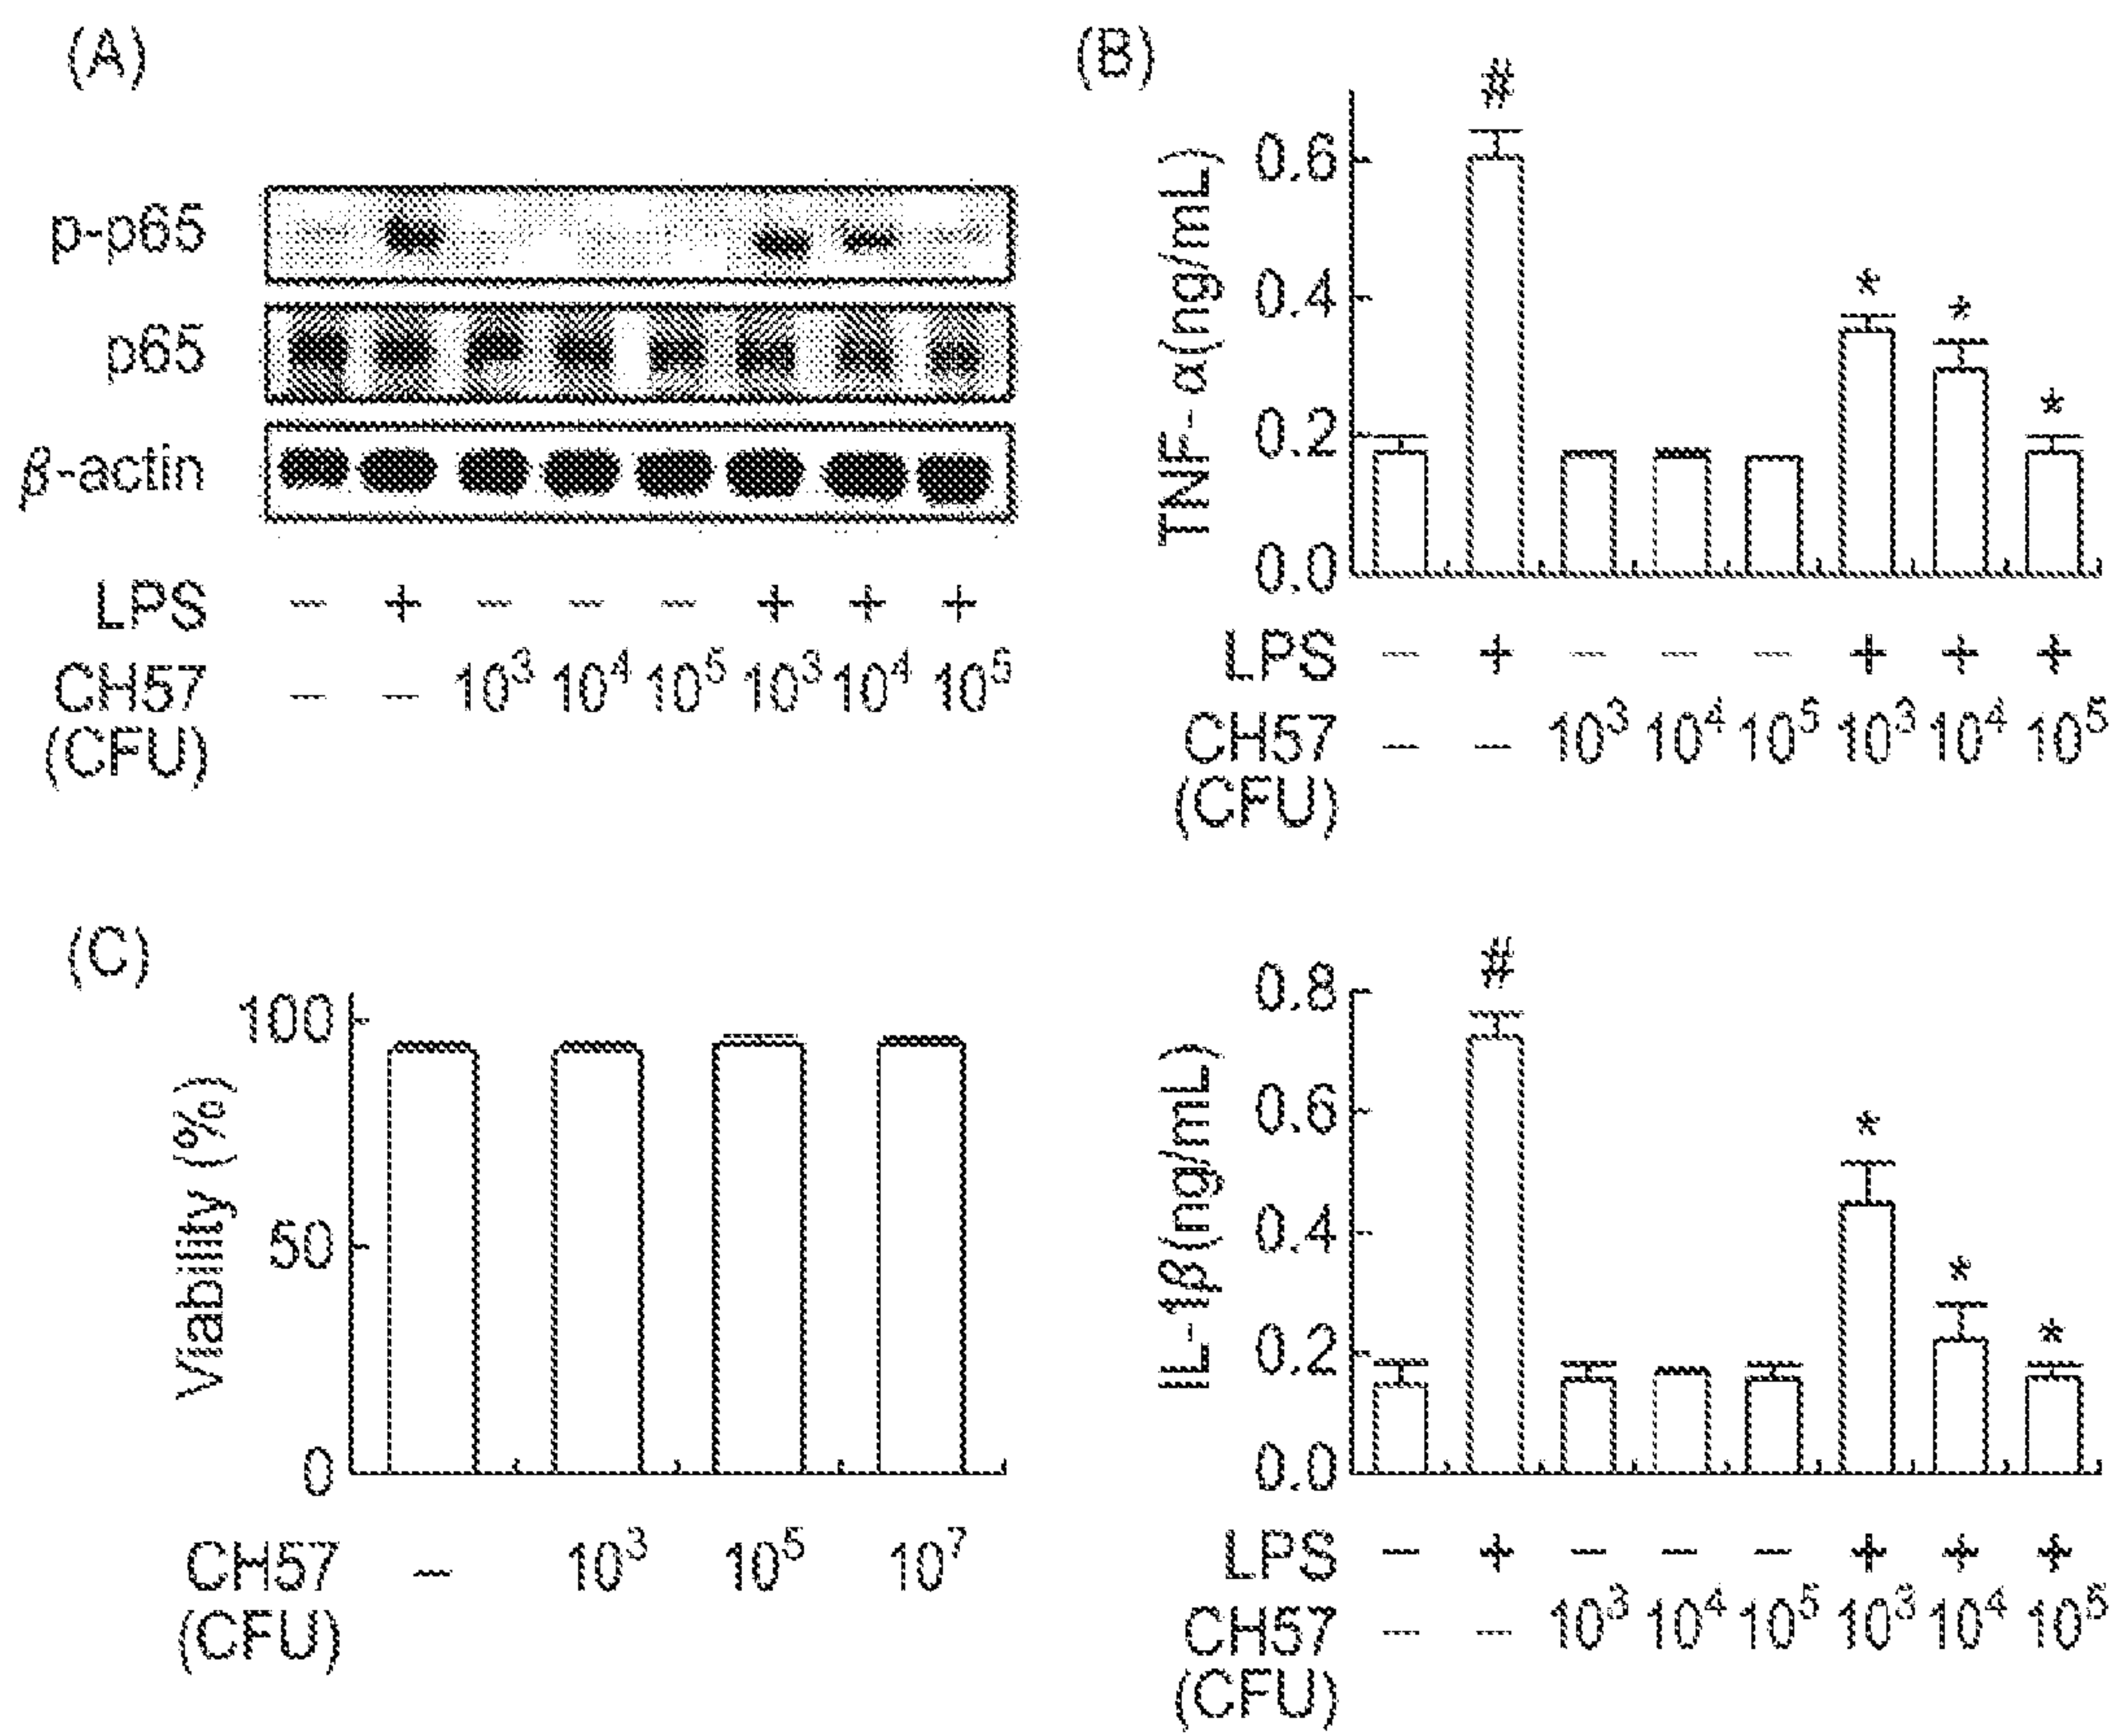 (A)
p-p65
p65
β-actin
LPS – + – – – + + +
CH57 – – 10³ 10⁴ 10⁵ 10³ 10⁴ 10⁵
(CFU)
(B)
#
* * *
TNF-α(ng/mL)
0.6
0.4
0.2
0.0
LPS – + – – – + + +
CH57 – – 10³ 10⁴ 10⁵ 10³ 10⁴ 10⁵
(CFU)
(C)
Viability (%)
100
50
0
CH57 – 10³ 10⁵ 10⁷
(CFU)
#
* * *
IL-1β(ng/mL)
0.8
0.6
0.4
0.2
0.0
LPS – + – – – + + +
CH57 – – 10³ 10⁴ 10⁵ 10³ 10⁴ 10⁵
(CFU)